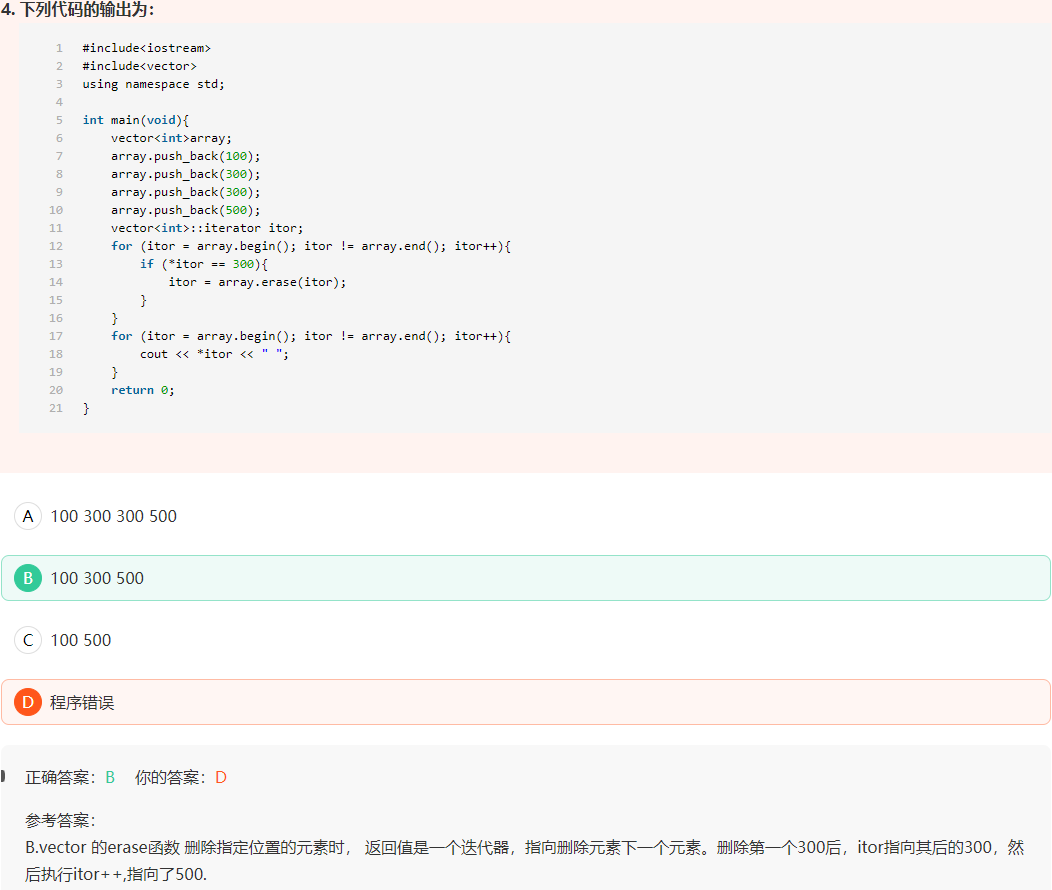 4. 下列代码的输出为：
1 #include<iostream>
2 #include<vector>
3 using namespace std;
4
5 int main(void){
6     vector<int>array;
7     array.push_back(100);
8     array.push_back(300);
9     array.push_back(300);
10     array.push_back(500);
11     vector<int>::iterator itor;
12     for (itor = array.begin(); itor != array.end(); itor++){
13         if (*itor == 300){
14             itor = array.erase(itor);
15         }
16     }
17     for (itor = array.begin(); itor != array.end(); itor++){
18         cout << *itor << " ";
19     }
20     return 0;
21 }
A 100 300 300 500
B 100 300 500
C 100 500
D 程序错误
正确答案：B 你的答案：D
参考答案：
B.vector 的erase函数 删除指定位置的元素时， 返回值是一个迭代器，指向删除元素下一个元素。删除第一个300后，itor指向其后的300，然
后执行itor++,指向了500.